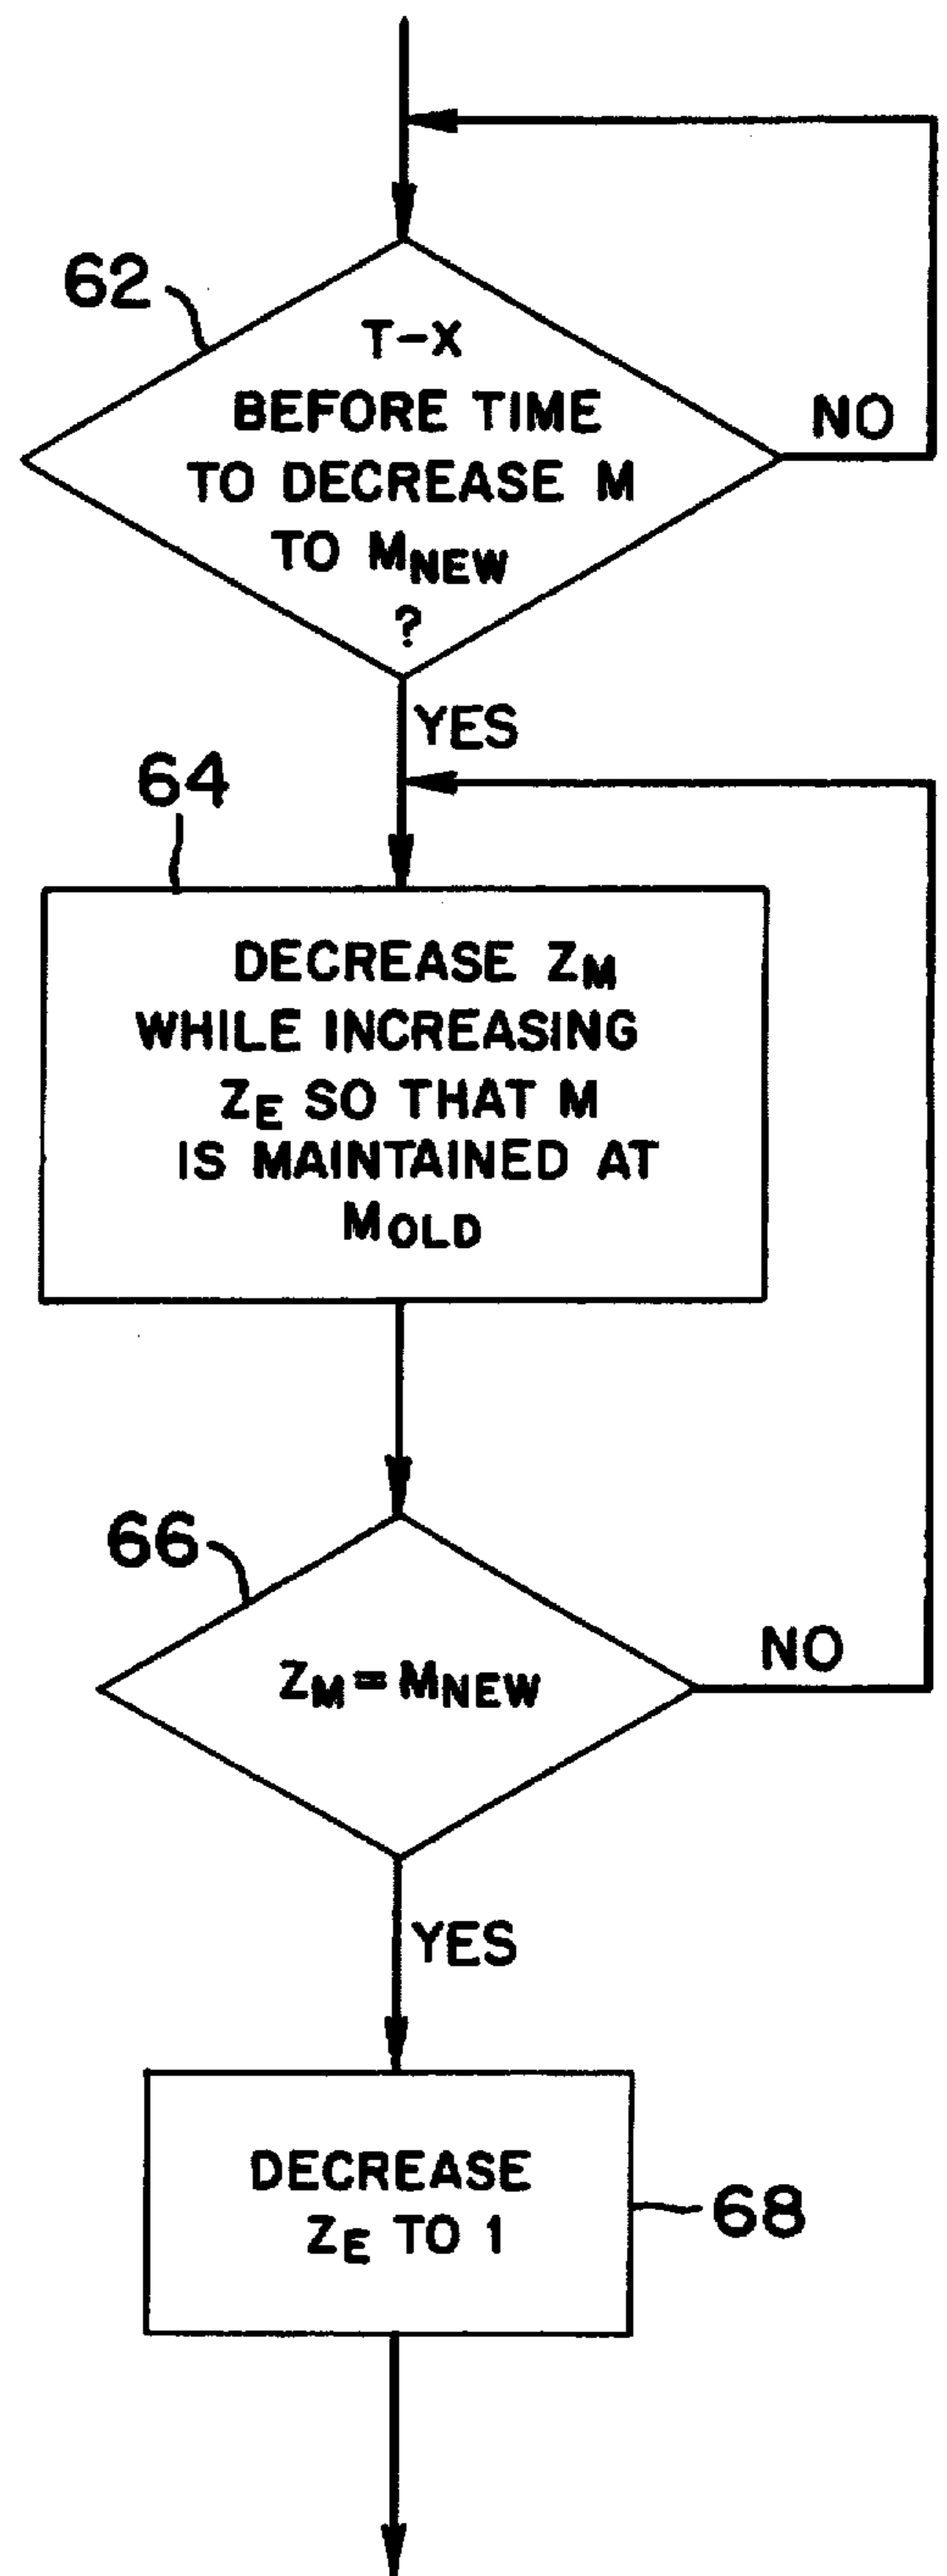 62
T-X
BEFORE TIME
TO DECREASE M
TO MNEW
?
NO
YES
64
DECREASE ZM
WHILE INCREASING
ZE SO THAT M
IS MAINTAINED AT
MOLD
66
ZM = MNEW
NO
YES
DECREASE
ZE TO 1
68